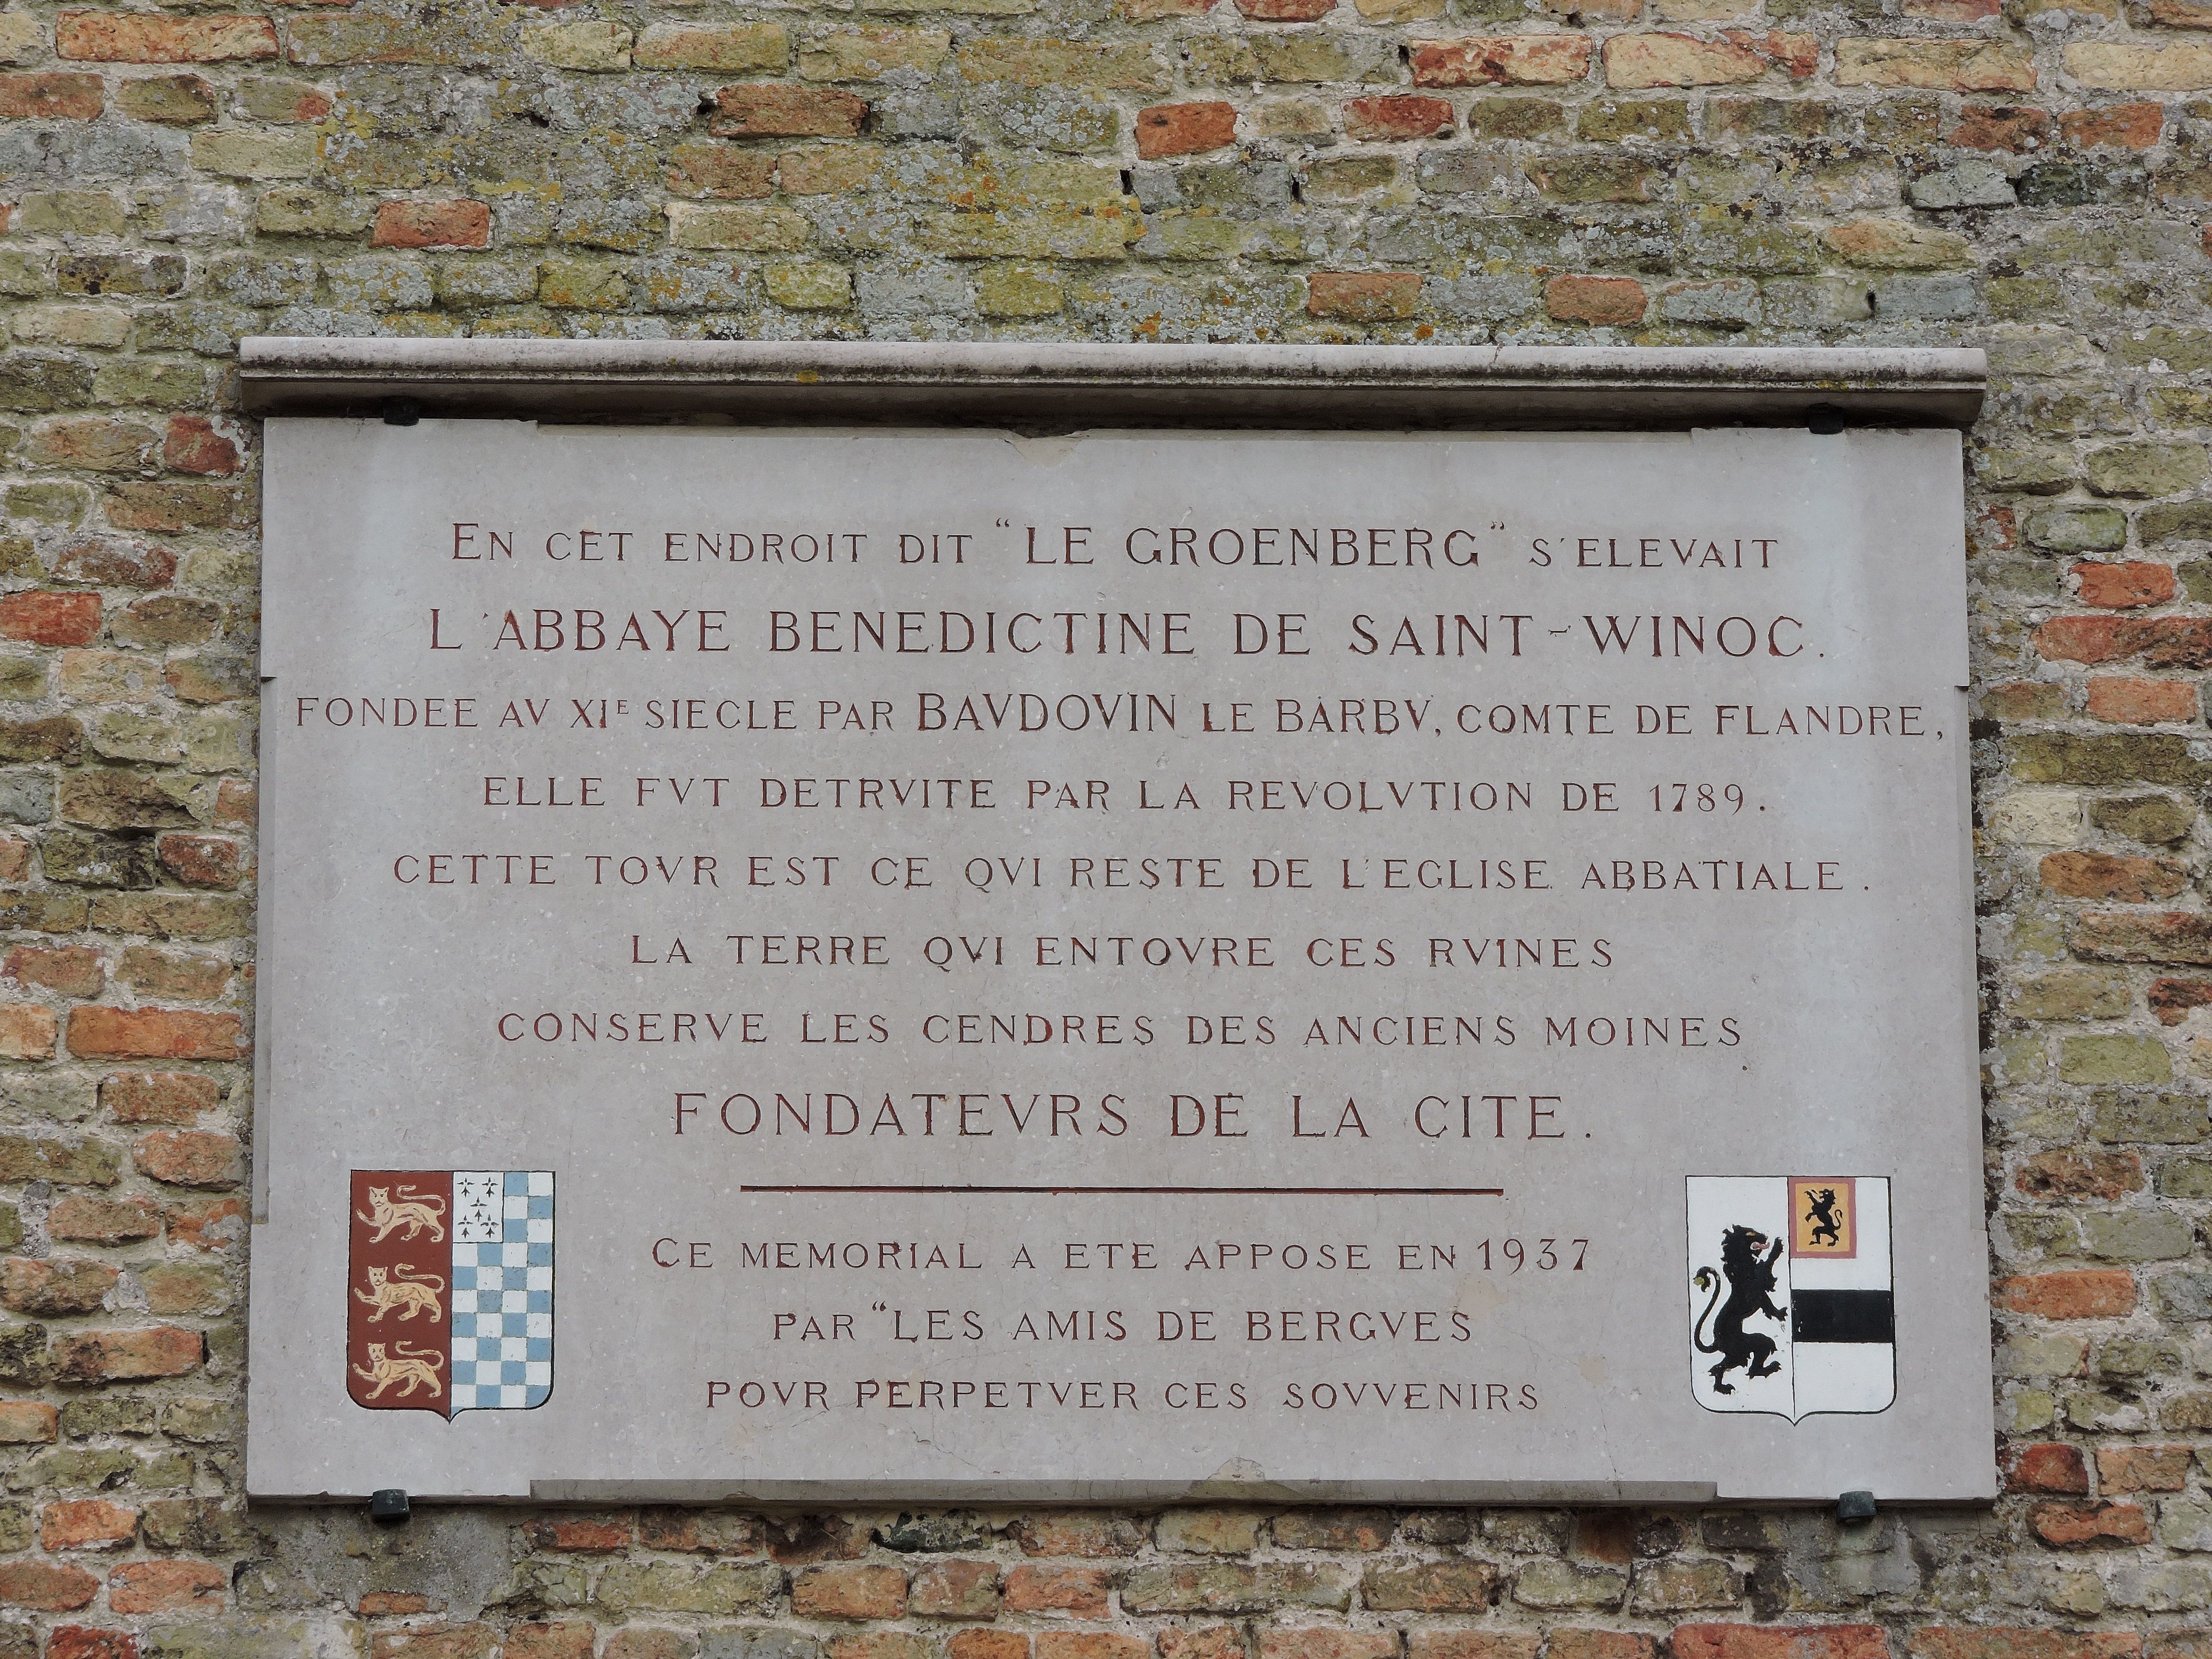 En cet endroit dit "LE GROENBERG" s'elevait
L'ABBAYE BENEDICTINE DE SAINT-WINOC.
FONDEE AV XIE SIECLE PAR BAVDOVIN LE BARBV, COMTE DE FLANDRE,
ELLE FVT DETRVITE PAR LA REVOLVTION DE 1789.
CETTE TOVR EST CE QVI RESTE DE L'EGLISE ABBATIALE.
LA TERRE QVI ENTOVRE CES RVINES
CONSERVE LES CENDRES DES ANCIENS MOINES
FONDATEVRS DE LA CITE.
CE MEMORIAL A ETE APPOSE EN 1937
PAR "LES AMIS DE BERGVES
POVR PERPETVER CES SOVVENIRS